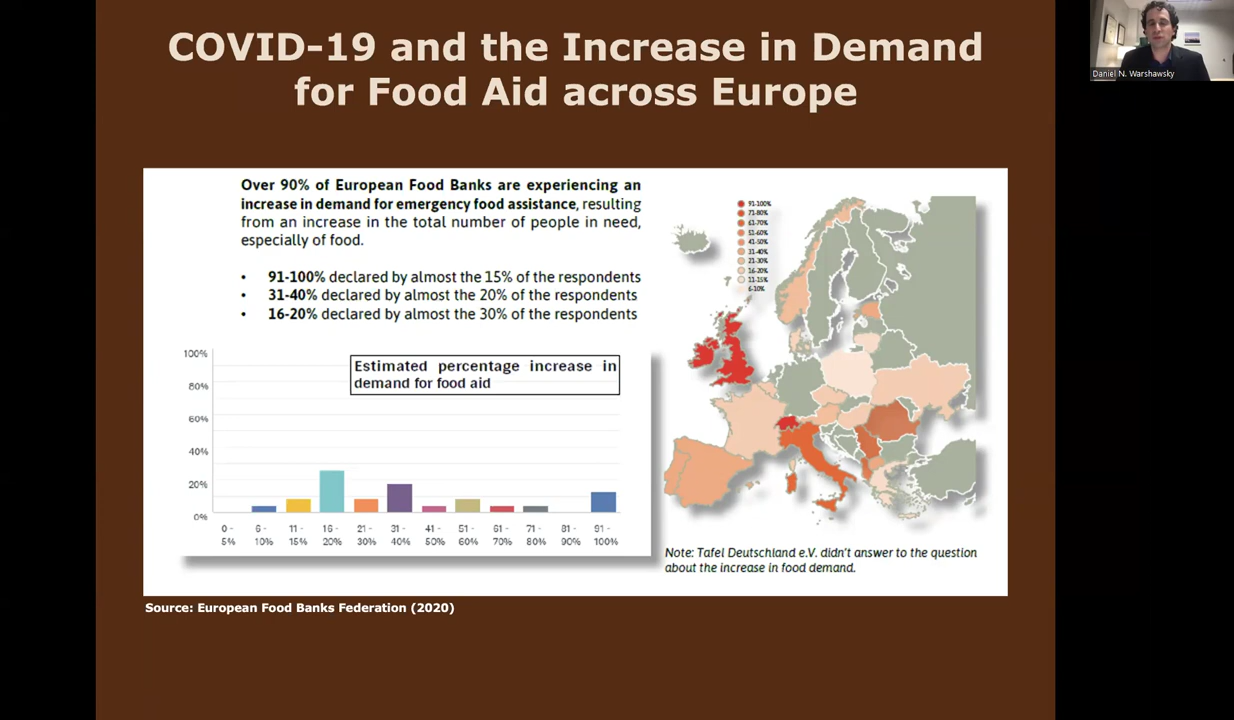 COVID-19 and the Increase in Demand
for Food Aid across Europe
Daniel N. Warshawsky
Over 90% of European Food Banks are experiencing an
increase in demand for emergency food assistance, resulting
from an increase in the total number of people in need,
especially of food.
• 91-100% declared by almost the 15% of the respondents
• 31-40% declared by almost the 20% of the respondents
• 16-20% declared by almost the 30% of the respondents
Estimated percentage increase in
demand for food aid
100%
80%
60%
40%
20%
0%
0 - 5%
6 - 10%
11 - 15%
16 - 20%
21 - 30%
31 - 40%
41 - 50%
51 - 60%
61 - 70%
71 - 80%
81 - 90%
91 - 100%
91-100%
71-80%
61-70%
51-60%
41-50%
31-40%
21-30%
16-20%
11-15%
6-10%
Note: Tafel Deutschland e.V. didn't answer to the question
about the increase in food demand.
Source: European Food Banks Federation (2020)